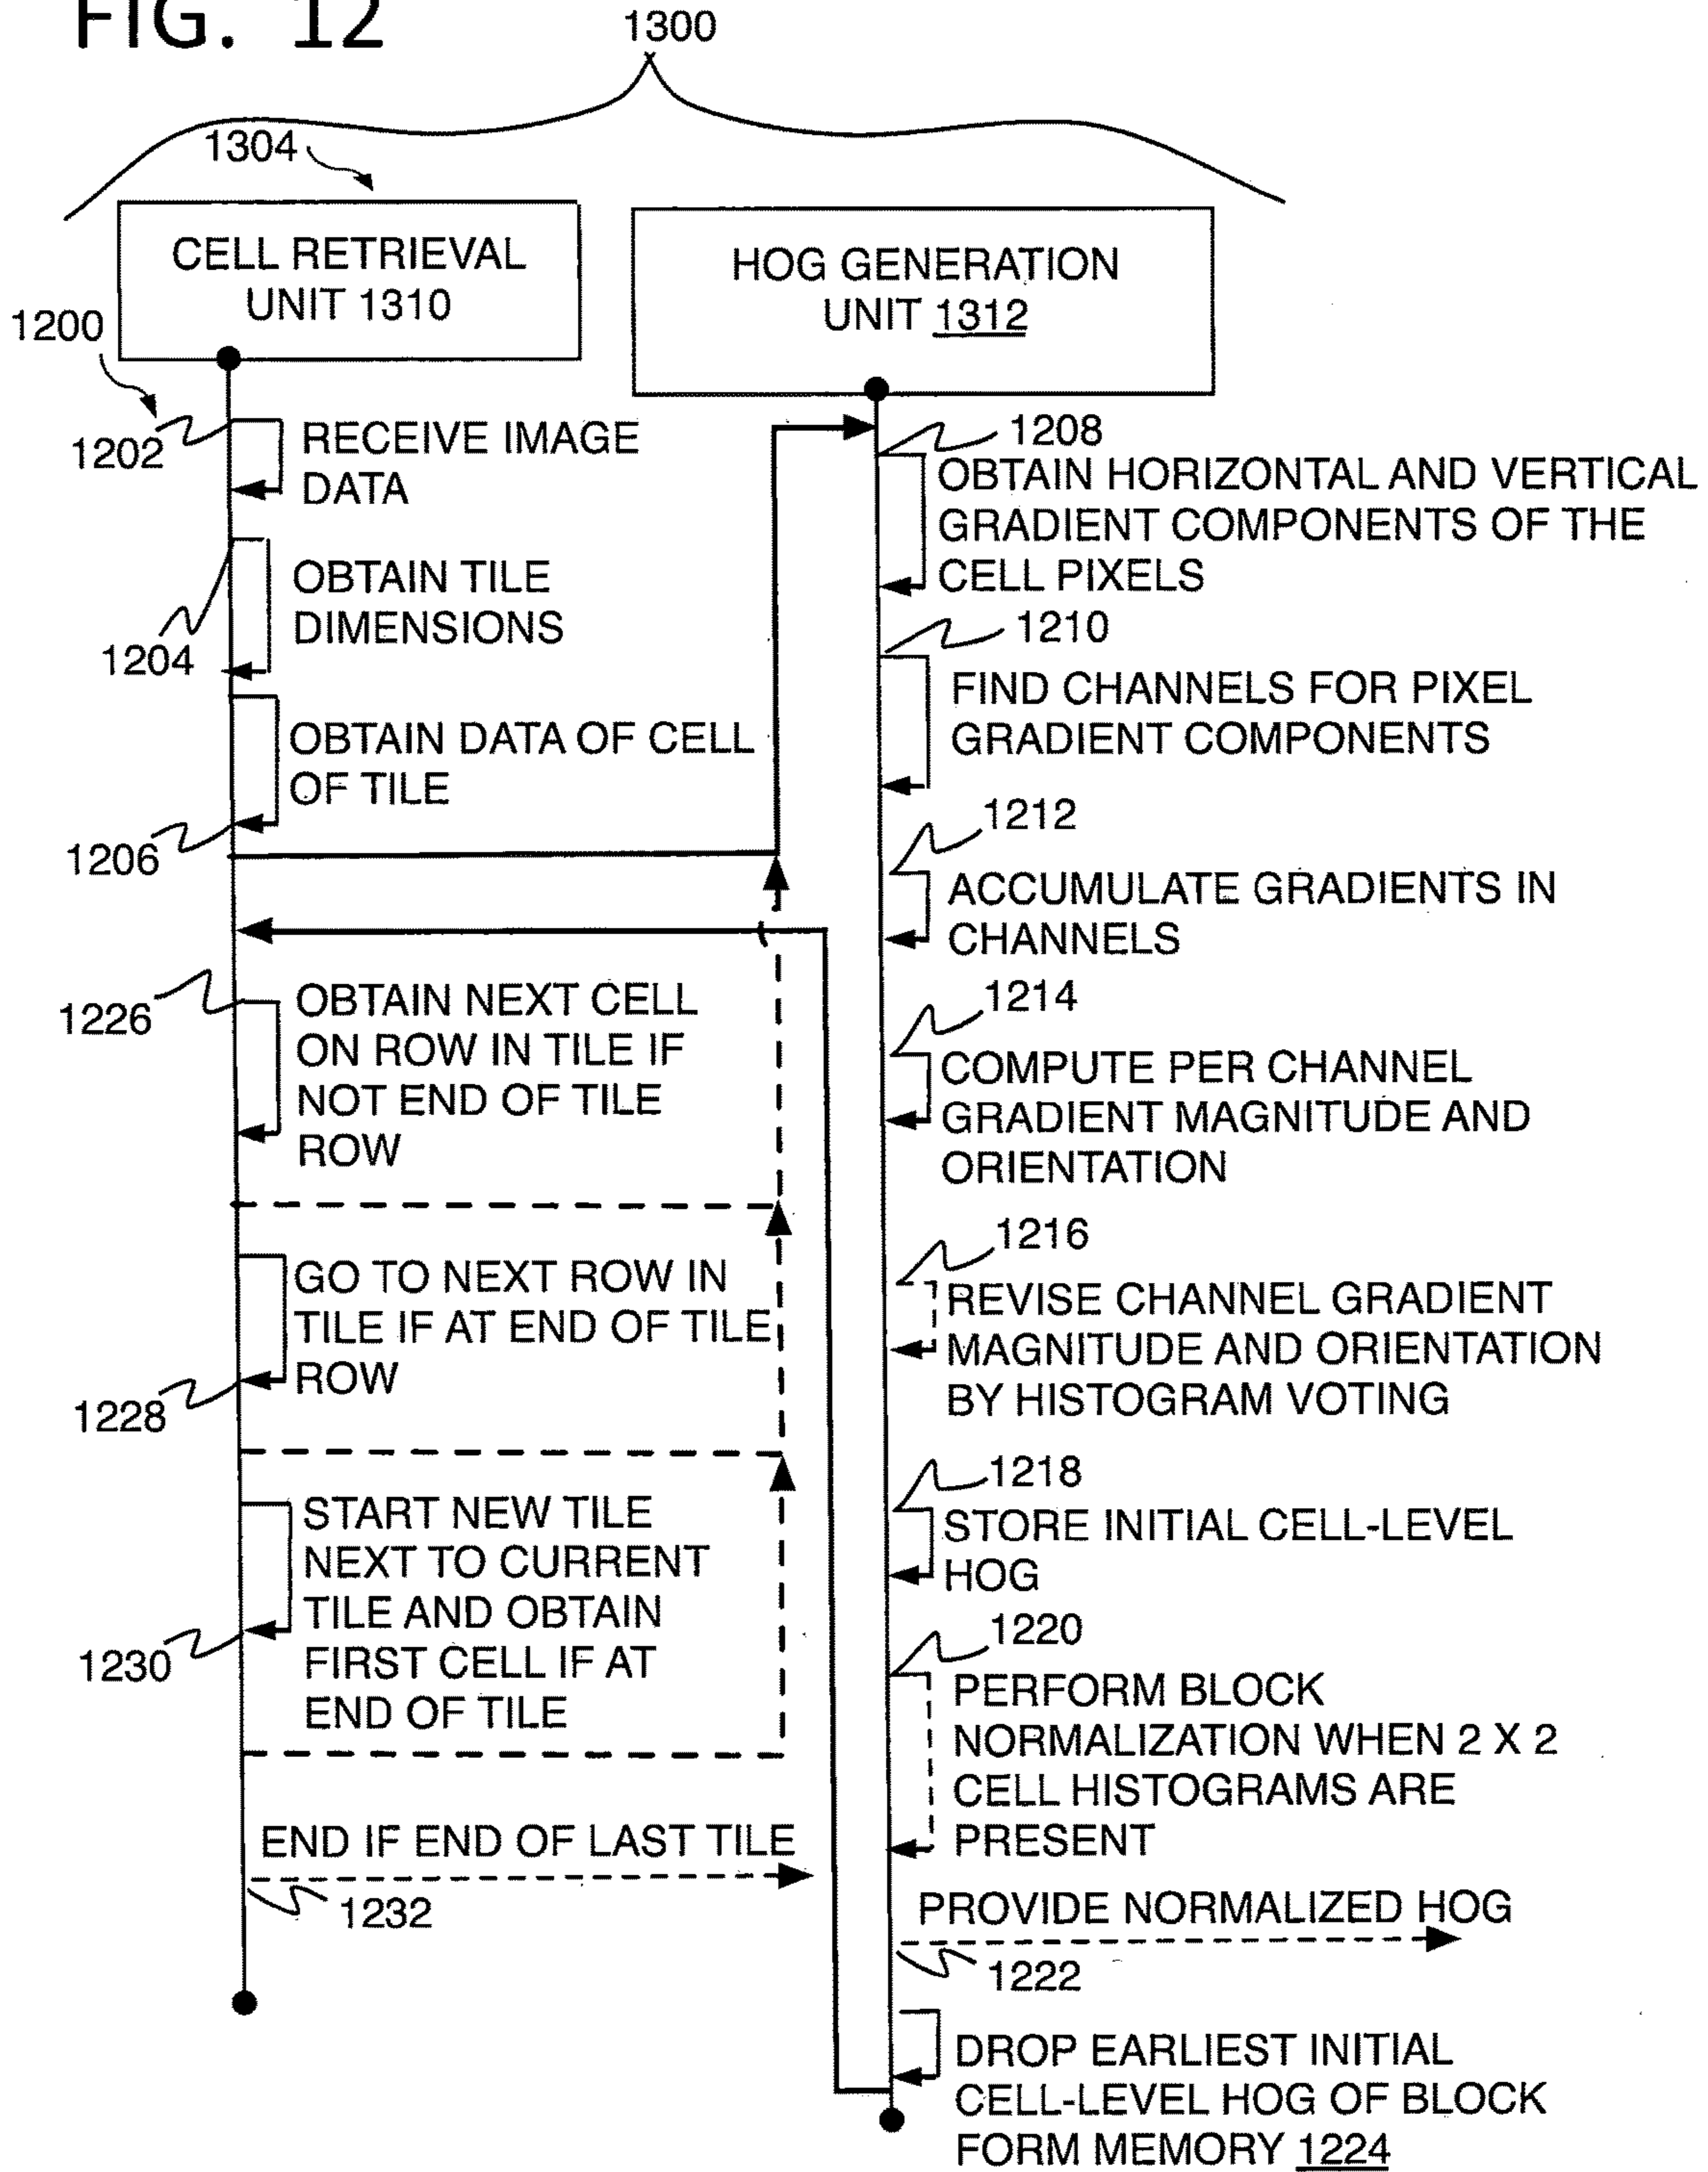 FIG. 12
1300
1304
CELL RETRIEVAL
UNIT 1310
HOG GENERATION
UNIT 1312
1200
1202
RECEIVE IMAGE
DATA
1204
OBTAIN TILE
DIMENSIONS
1206
OBTAIN DATA OF CELL
OF TILE
1226
OBTAIN NEXT CELL
ON ROW IN TILE IF
NOT END OF TILE
ROW
1228
GO TO NEXT ROW IN
TILE IF AT END OF TILE
ROW
1230
START NEW TILE
NEXT TO CURRENT
TILE AND OBTAIN
FIRST CELL IF AT
END OF TILE
END IF END OF LAST TILE
1232
1208
OBTAIN HORIZONTAL AND VERTICAL
GRADIENT COMPONENTS OF THE
CELL PIXELS
1210
FIND CHANNELS FOR PIXEL
GRADIENT COMPONENTS
1212
ACCUMULATE GRADIENTS IN
CHANNELS
1214
COMPUTE PER CHANNEL
GRADIENT MAGNITUDE AND
ORIENTATION
1216
REVISE CHANNEL GRADIENT
MAGNITUDE AND ORIENTATION
BY HISTOGRAM VOTING
1218
STORE INITIAL CELL-LEVEL
HOG
1220
PERFORM BLOCK
NORMALIZATION WHEN 2 X 2
CELL HISTOGRAMS ARE
PRESENT
PROVIDE NORMALIZED HOG
1222
DROP EARLIEST INITIAL
CELL-LEVEL HOG OF BLOCK
FORM MEMORY 1224